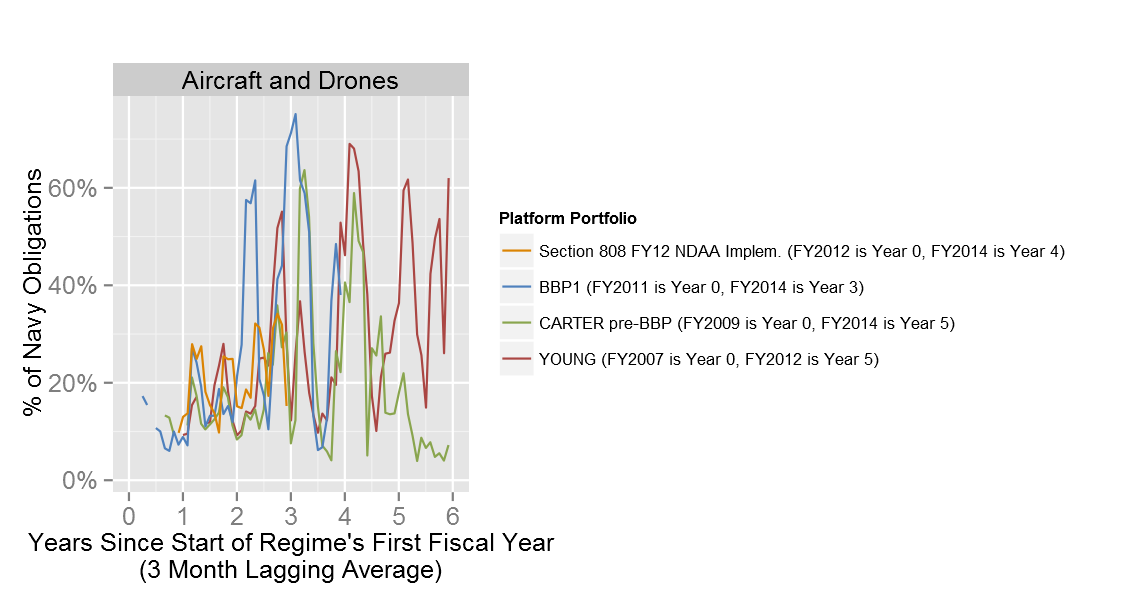 Aircraft and Drones
% of Navy Obligations
60%
40%
20%
0%
0 1 2 3 4 5 6
Years Since Start of Regime's First Fiscal Year
(3 Month Lagging Average)
Platform Portfolio
Section 808 FY12 NDAA Implem. (FY2012 is Year 0, FY2014 is Year 4)
BBP1 (FY2011 is Year 0, FY2014 is Year 3)
CARTER pre-BBP (FY2009 is Year 0, FY2014 is Year 5)
YOUNG (FY2007 is Year 0, FY2012 is Year 5)